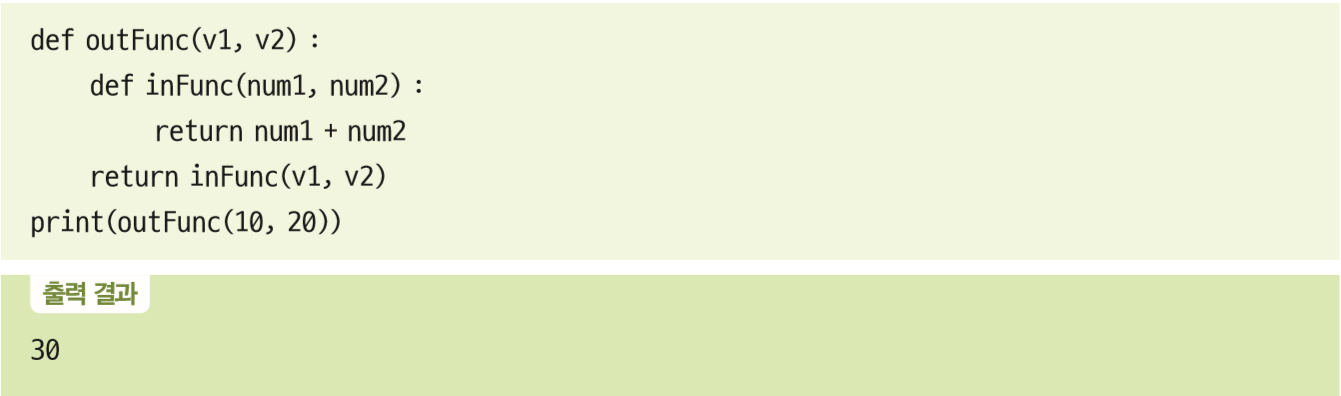 def outFunc(v1, v2) :
    def inFunc(num1, num2) :
        return num1 + num2
    return inFunc(v1, v2)
print(outFunc(10, 20))
출력 결과
30